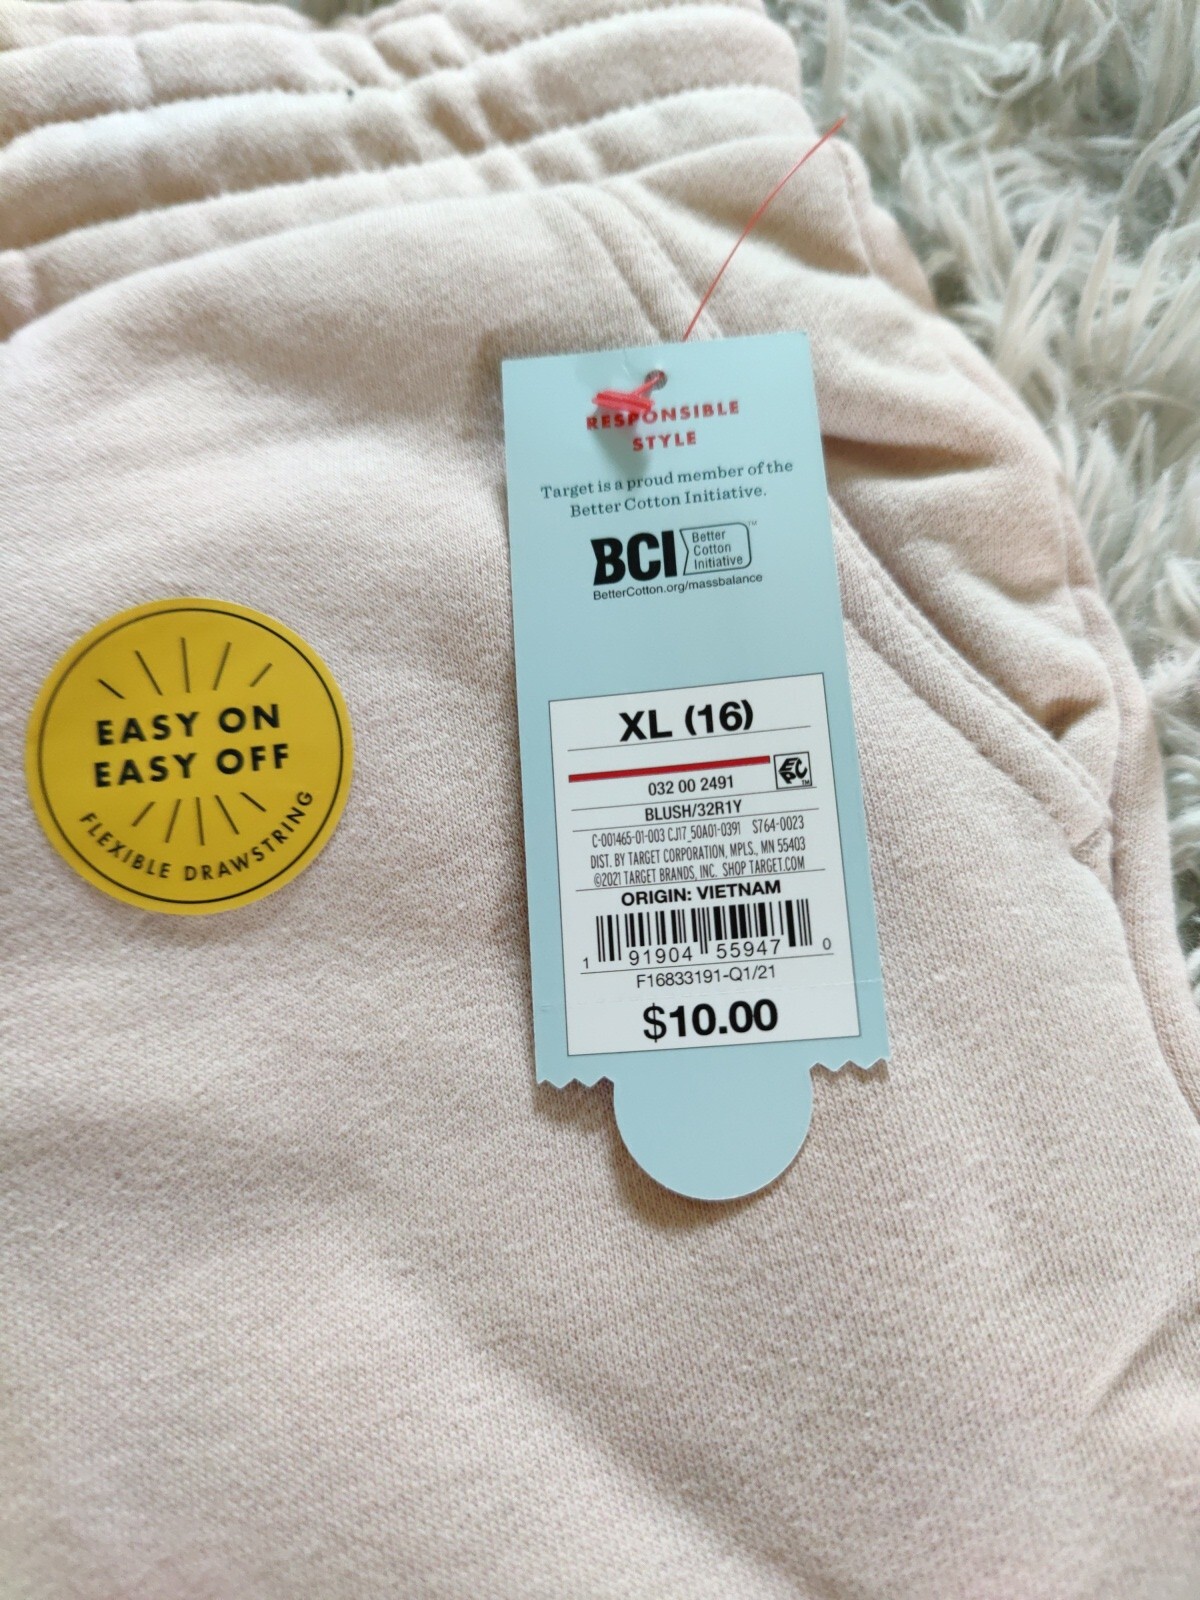 RESPONSIBLE
STYLE
Target is a proud member of the
Better Cotton Initiative.
BCI Better
Cotton
Initiative™
BetterCotton.org/massbalance
EASY ON
EASY OFF
FLEXIBLE DRAWSTRING
XL (16)
EPC™
032 00 2491
BLUSH/32R1Y
C-001465-01-003 CJ17_50A01-0391 S764-0023
DIST. BY TARGET CORPORATION, MPLS., MN 55403
©2021 TARGET BRANDS, INC. SHOP TARGET.COM
ORIGIN: VIETNAM
1 91904 55947 0
F16833191-Q1/21
$10.00